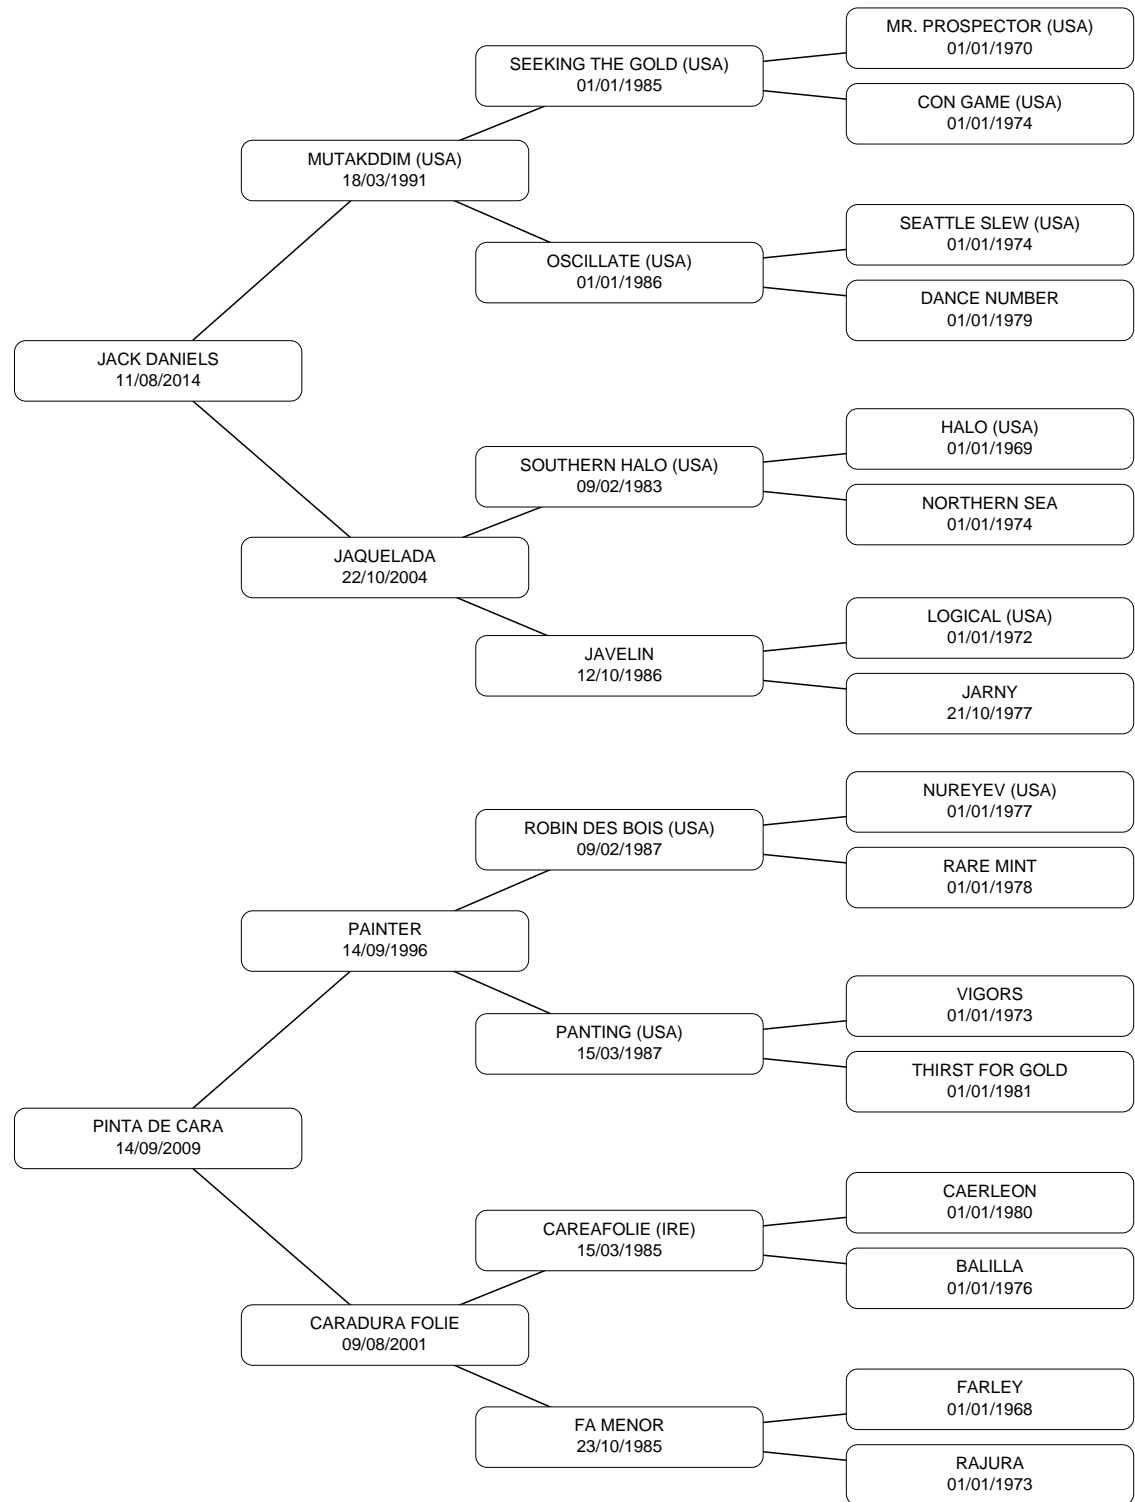 MR. PROSPECTOR (USA)
01/01/1970
SEEKING THE GOLD (USA)
01/01/1985
CON GAME (USA)
01/01/1974
MUTAKDDIM (USA)
18/03/1991
SEATTLE SLEW (USA)
01/01/1974
OSCILLATE (USA)
01/01/1986
DANCE NUMBER
01/01/1979
JACK DANIELS
11/08/2014
HALO (USA)
01/01/1969
SOUTHERN HALO (USA)
09/02/1983
NORTHERN SEA
01/01/1974
JAQUELADA
22/10/2004
LOGICAL (USA)
01/01/1972
JAVELIN
12/10/1986
JARNY
21/10/1977
NUREYEV (USA)
01/01/1977
ROBIN DES BOIS (USA)
09/02/1987
RARE MINT
01/01/1978
PAINTER
14/09/1996
VIGORS
01/01/1973
PANTING (USA)
15/03/1987
THIRST FOR GOLD
01/01/1981
PINTA DE CARA
14/09/2009
CAERLEON
01/01/1980
CAREAFOLIE (IRE)
15/03/1985
BALILLA
01/01/1976
CARADURA FOLIE
09/08/2001
FARLEY
01/01/1968
FA MENOR
23/10/1985
RAJURA
01/01/1973